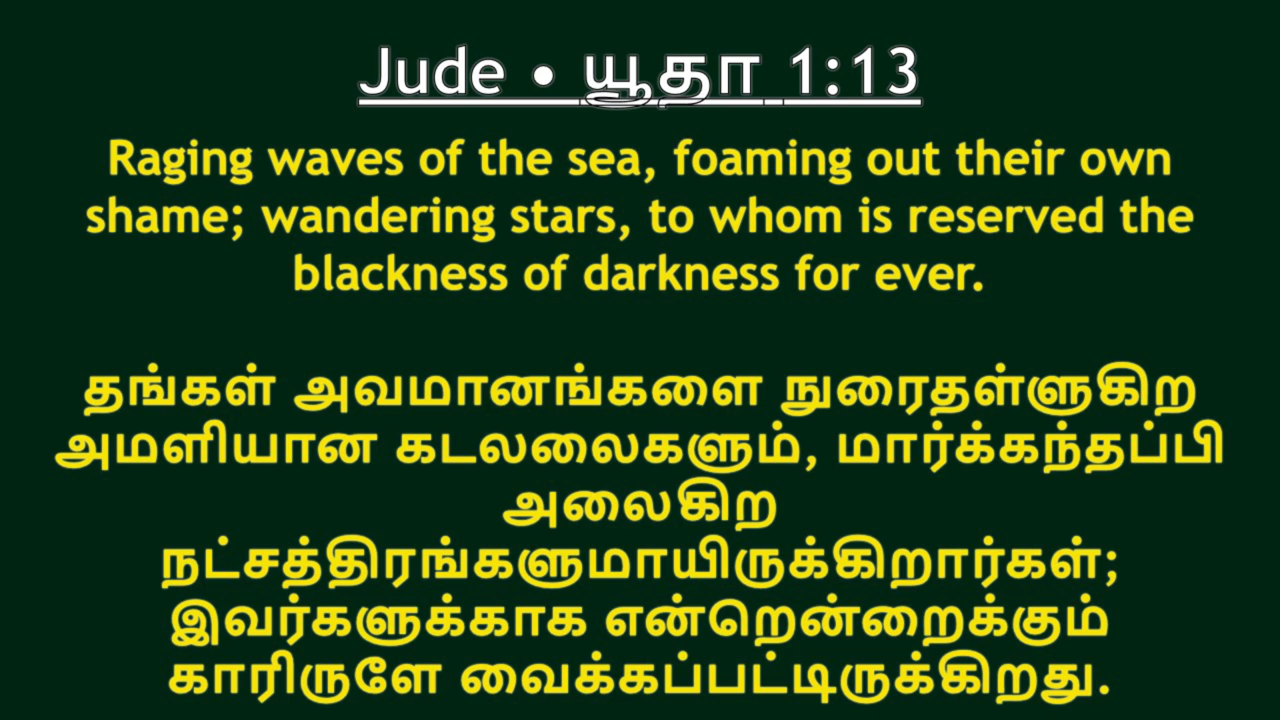 Jude • யூதா 1:13
Raging waves of the sea, foaming out their own
shame; wandering stars, to whom is reserved the
blackness of darkness for ever.
தங்கள் அவமானங்களை நுரைதள்ளுகிற
அமளியான கடலலைகளும், மார்க்கந்தப்பி
அலைகிற
நட்சத்திரங்களுமாயிருக்கிறார்கள்;
இவர்களுக்காக என்றென்றைக்கும்
காரிருளே வைக்கப்பட்டிருக்கிறது.